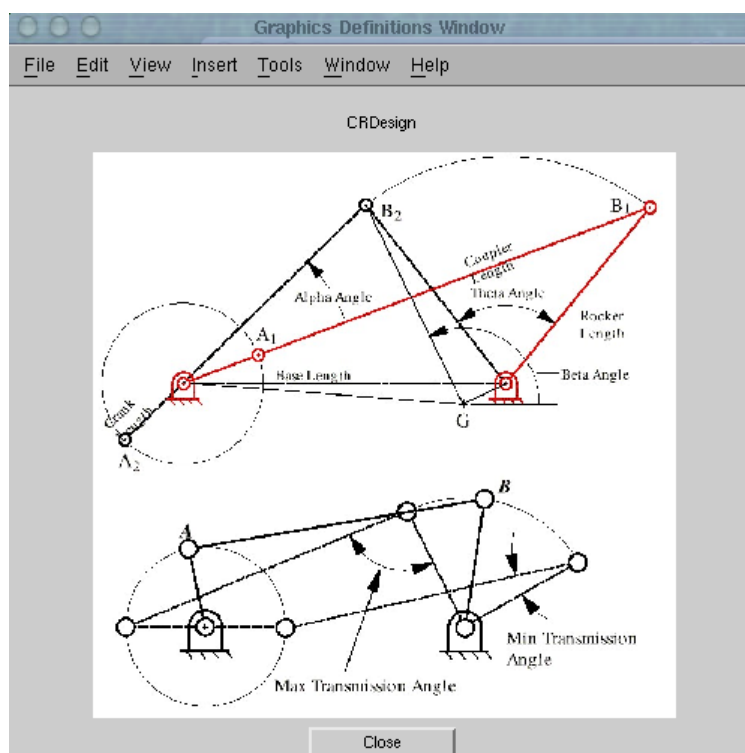 Graphics Definitions Window
File Edit View Insert Tools Window Help
CRDesign
B2
B1
Coupler
Length
Alpha Angle
Theta Angle
Rocker
Length
A1
Base Length
Beta Angle
Crank
Length
G
A2
B
A
Min Transmission
Angle
Max Transmission Angle
Close